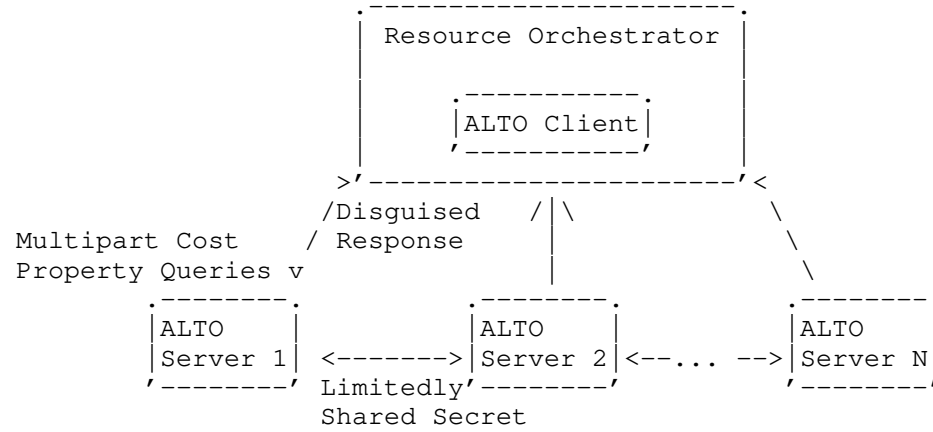 Resource Orchestrator
ALTO Client
Disguised
Multipart Cost Response
Property Queries
ALTO ALTO ALTO
Server 1 Server 2 ... Server N
Limitedly
Shared Secret